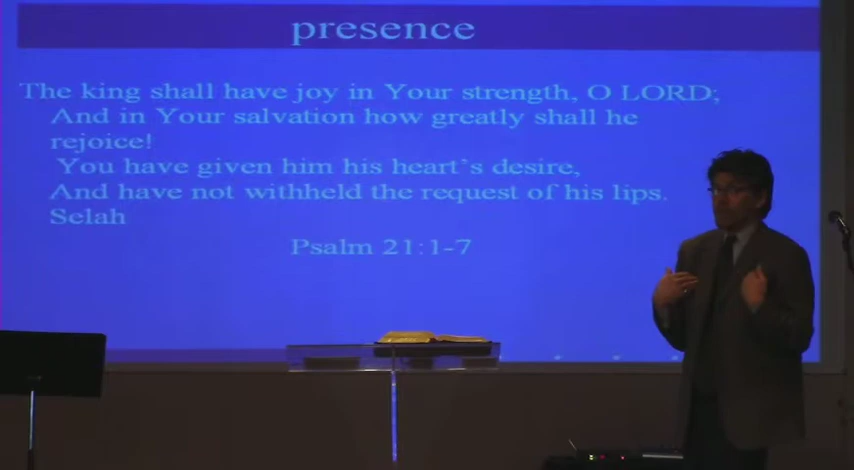 presence
The king shall have joy in Your strength, O LORD;
And in Your salvation how greatly shall he
rejoice!
You have given him his heart's desire,
And have not withheld the request of his lips.
Selah
Psalm 21:1-7